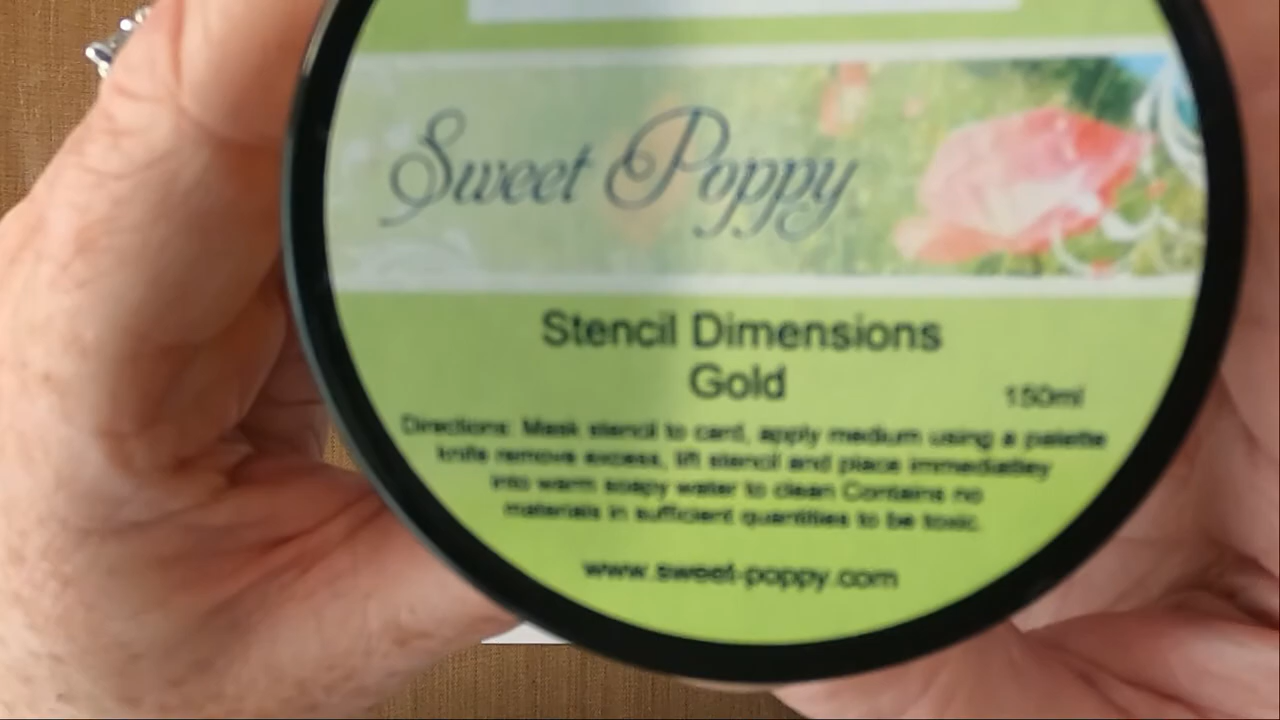 Sweet Poppy
Stencil Dimensions
Gold
150ml
Directions: Mask stencil to card, apply medium using a palette
knife remove excess, lift stencil and place immediatley
into warm soapy water to clean Contains no
materials in sufficient quantities to be toxic.
www.sweet-poppy.com